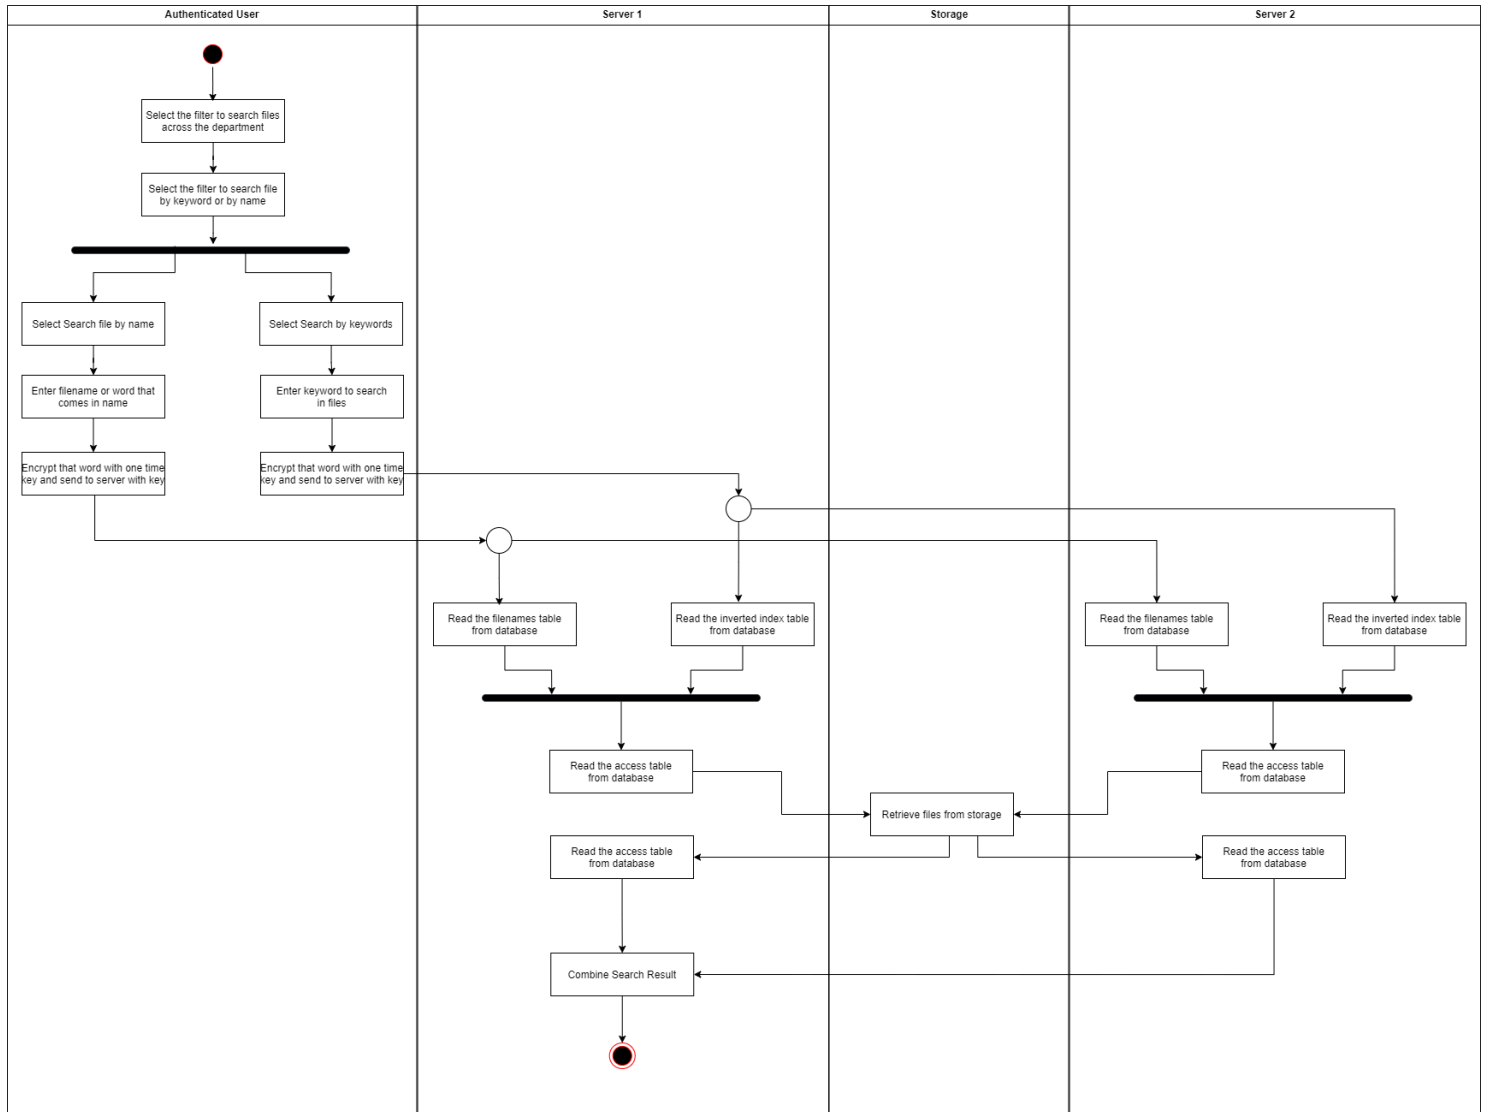 Authenticated User
Server 1
Storage
Server 2
Select the filter to search files
across the department
Select the filter to search file
by keyword or by name
Select Search file by name
Select Search by keywords
Enter filename or word that
comes in name
Enter keyword to search
in files
Encrypt that word with one time
key and send to server with key
Encrypt that word with one time
key and send to server with key
Read the filenames table
from database
Read the inverted index table
from database
Read the filenames table
from database
Read the inverted index table
from database
Read the access table
from database
Read the access table
from database
Retrieve files from storage
Read the access table
from database
Read the access table
from database
Combine Search Result